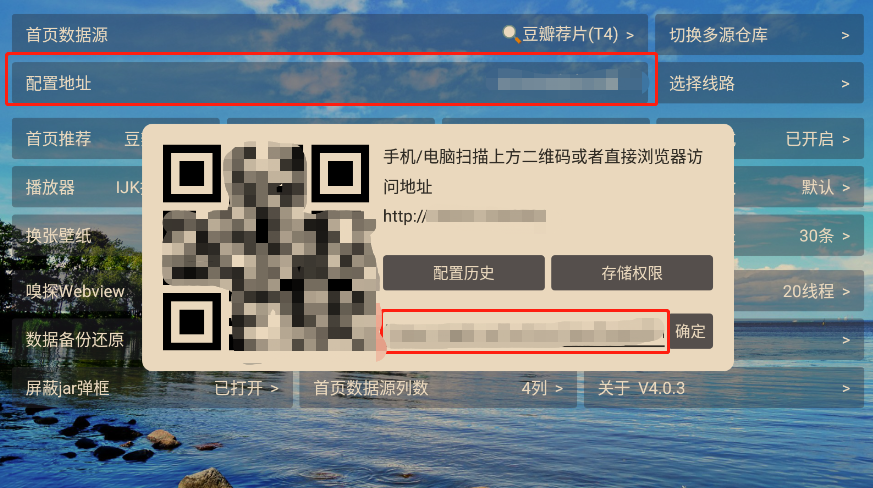 首页数据源
豆瓣荐片(T4) >
切换多源仓库 >
配置地址
选择线路 >
首页推荐
已开启 >
播放器
默认 >
换张壁纸
30条 >
嗅探Webview
20线程 >
数据备份还原
>
手机/电脑扫描上方二维码或者直接浏览器访
问地址
http://
配置历史
存储权限
确定
屏蔽jar弹框 已打开 >
首页数据源列数 4列 >
关于 V4.0.3 >